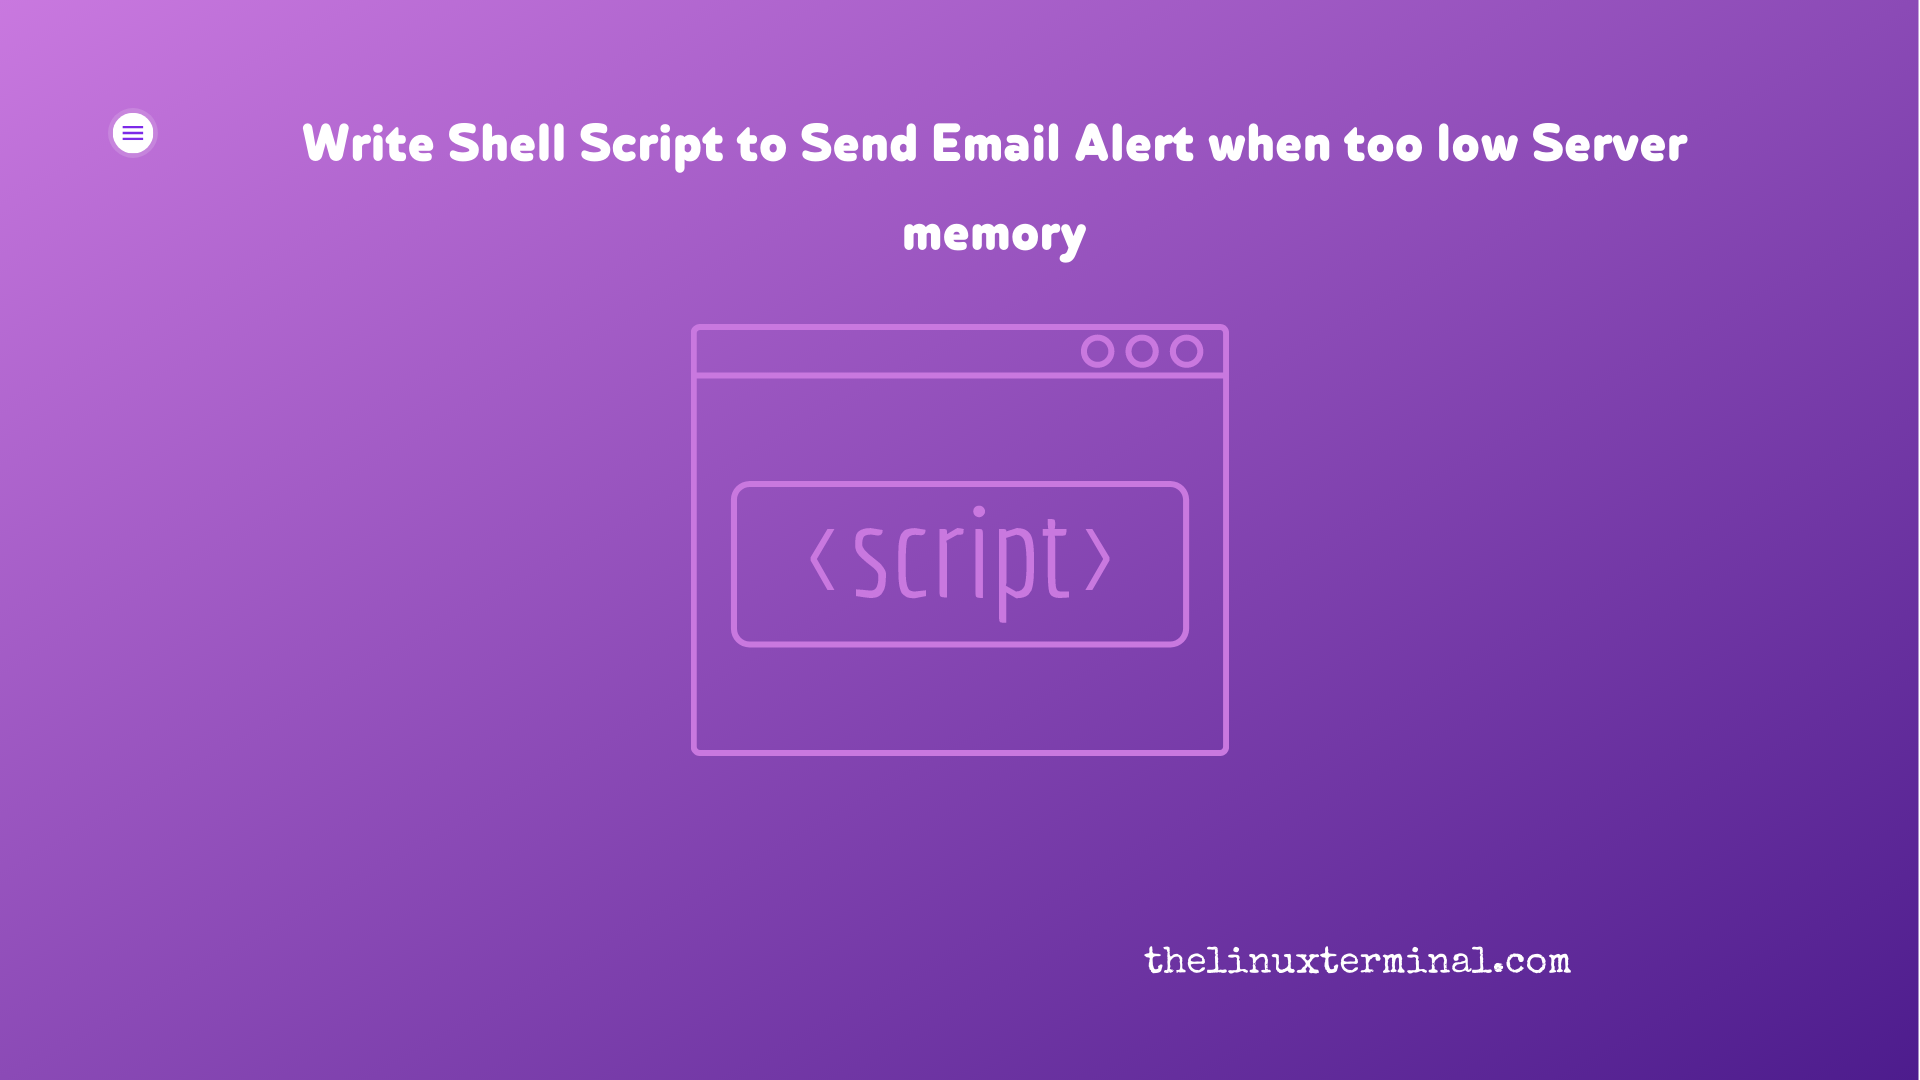 Write Shell Script to Send Email Alert when too low Server
memory
<script>
thelinuxterminal.com